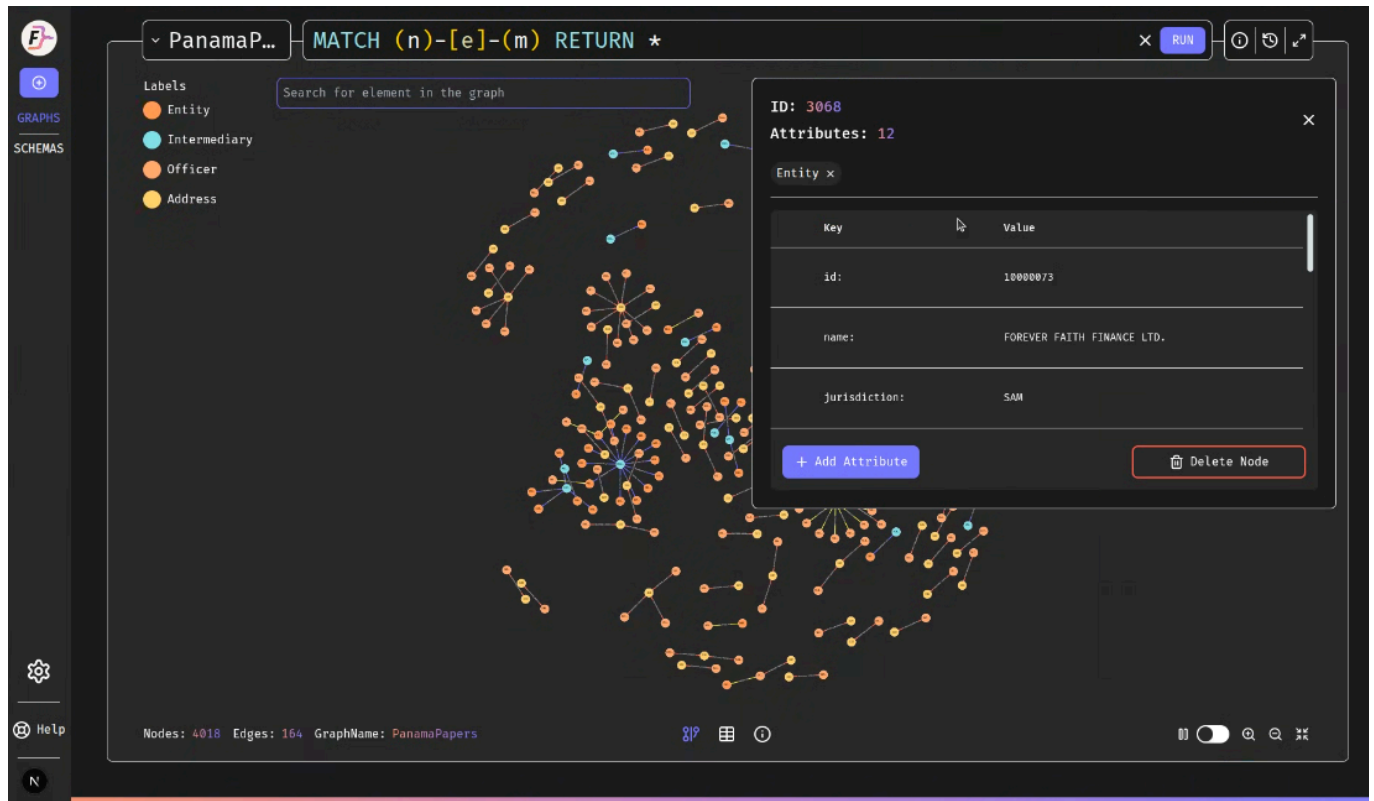 F
PanamaP…
MATCH (n)-[e]-(m) RETURN *
RUN
GRAPHS
SCHEMAS
Labels
Entity
Intermediary
Officer
Address
Search for element in the graph
ID: 3068
Attributes: 12
Entity ×
Key Value
id: 10000073
name: FOREVER FAITH FINANCE LTD.
jurisdiction: SAM
+ Add Attribute
Delete Node
Help
N
Nodes: 4018 Edges: 164 GraphName: PanamaPapers